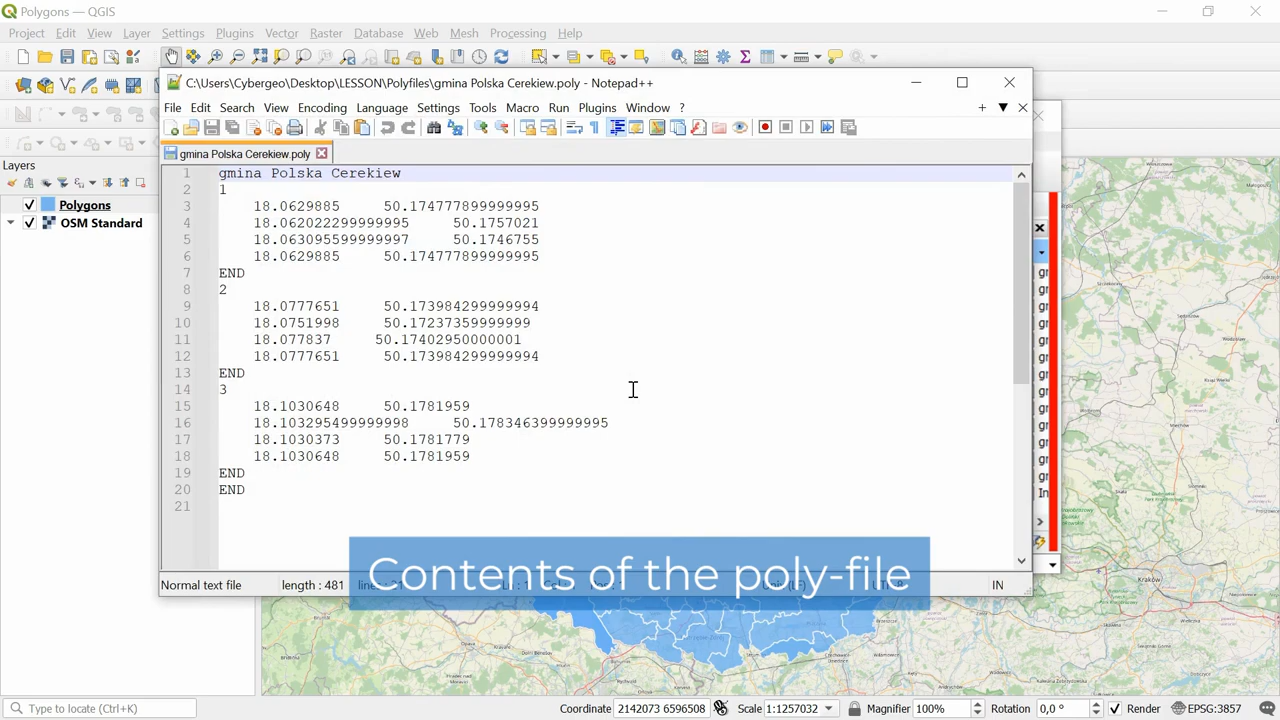 Polygons — QGIS
Project Edit View Layer Settings Plugins Vector Raster Database Web Mesh Processing Help
C:\Users\Cybergeo\Desktop\LESSON\Polyfiles\gmina Polska Cerekiew.poly - Notepad++
File Edit Search View Encoding Language Settings Tools Macro Run Plugins Window ?
gmina Polska Cerekiew.poly
Layers
Polygons
OSM Standard
1 gmina Polska Cerekiew
2 1
3 18.0629885 50.174777899999995
4 18.062022299999995 50.1757021
5 18.063095599999997 50.1746755
6 18.0629885 50.174777899999995
7 END
8 2
9 18.0777651 50.173984299999994
10 18.0751998 50.17237359999999
11 18.077837 50.17402950000001
12 18.0777651 50.173984299999994
13 END
14 3
15 18.1030648 50.1781959
16 18.103295499999998 50.178346399999995
17 18.1030373 50.1781779
18 18.1030648 50.1781959
19 END
20 END
21
Contents of the poly-file
Normal text file length : 481 IN
Kraków
Type to locate (Ctrl+K) Coordinate 2142073 6596508 Scale 1:1257032 Magnifier 100% Rotation 0,0 ° Render EPSG:3857